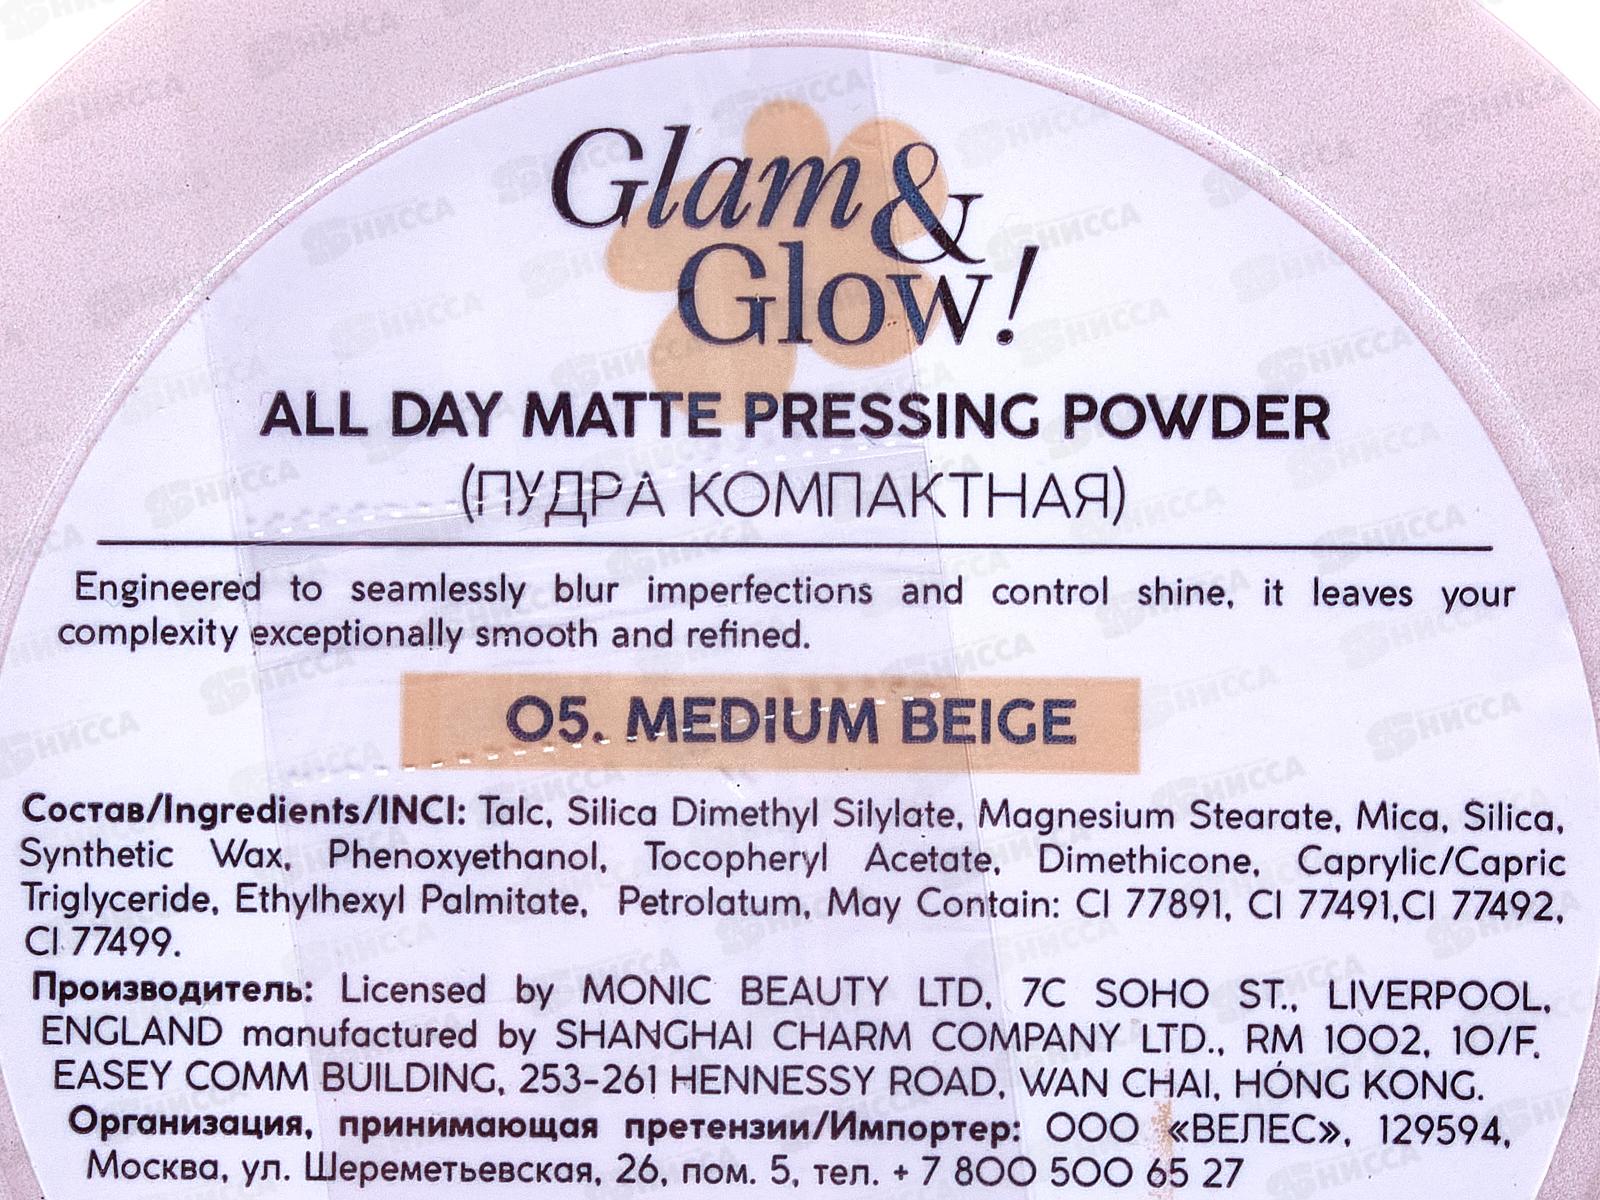 Glam &
Glow!
ALL DAY MATTE PRESSING POWDER
(ПУДРА КОМПАКТНАЯ)
Engineered to seamlessly blur imperfections and control shine, it leaves your
complexity exceptionally smooth and refined.
05. MEDIUM BEIGE
Состав/Ingredients/INCI: Talc, Silica Dimethyl Silylate, Magnesium Stearate, Mica, Silica,
Synthetic Wax, Phenoxyethanol, Tocopheryl Acetate, Dimethicone, Caprylic/Capric
Triglyceride, Ethylhexyl Palmitate, Petrolatum, May Contain: CI 77891, CI 77491,CI 77492,
CI 77499.
Производитель: Licensed by MONIC BEAUTY LTD, 7C SOHO ST., LIVERPOOL,
ENGLAND manufactured by SHANGHAI CHARM COMPANY LTD., RM 1002, 10/F,
EASEY COMM BUILDING, 253-261 HENNESSY ROAD, WAN CHAI, HÓNG KONG.
Организация, принимающая претензии/Импортер: ООО «ВЕЛЕС», 129594,
Москва, ул. Шереметьевская, 26, пом. 5, тел. + 7 800 500 65 27
НИССА